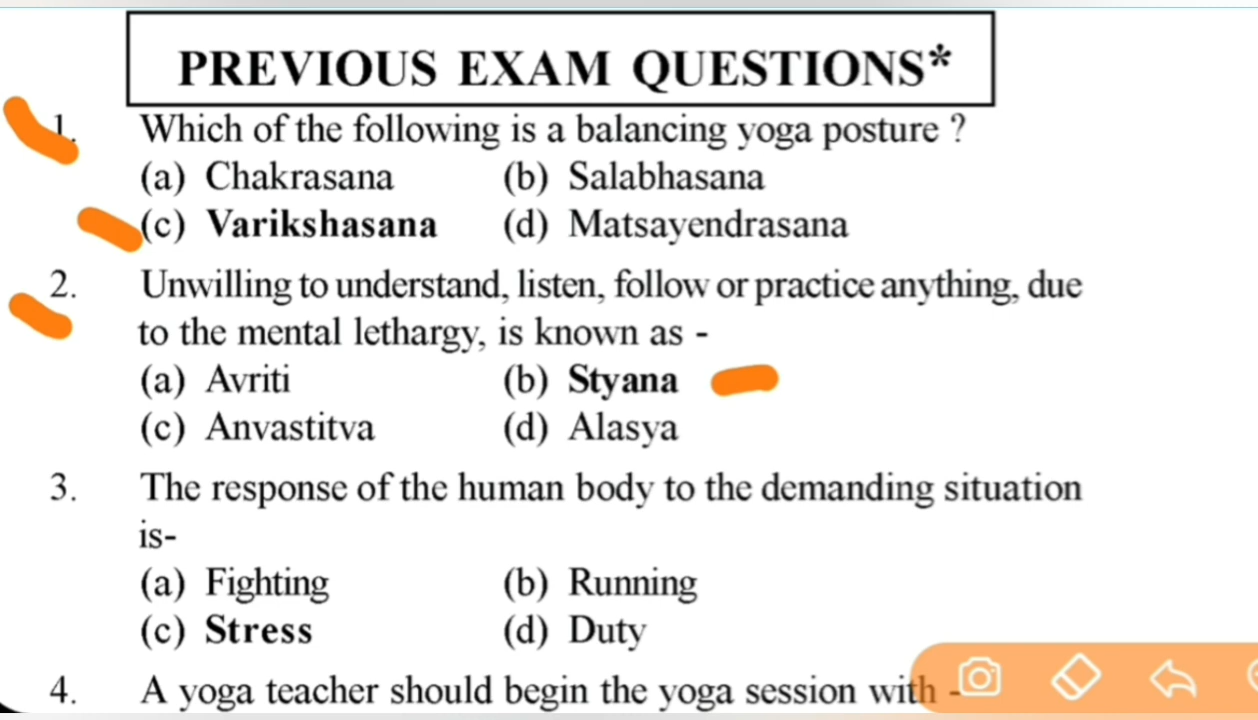 PREVIOUS EXAM QUESTIONS*
1. Which of the following is a balancing yoga posture ?
(a) Chakrasana (b) Salabhasana
(c) Varikshasana (d) Matsayendrasana
2. Unwilling to understand, listen, follow or practice anything, due
to the mental lethargy, is known as -
(a) Avriti (b) Styana
(c) Anvastitva (d) Alasya
3. The response of the human body to the demanding situation
is-
(a) Fighting (b) Running
(c) Stress (d) Duty
4. A yoga teacher should begin the yoga session with -